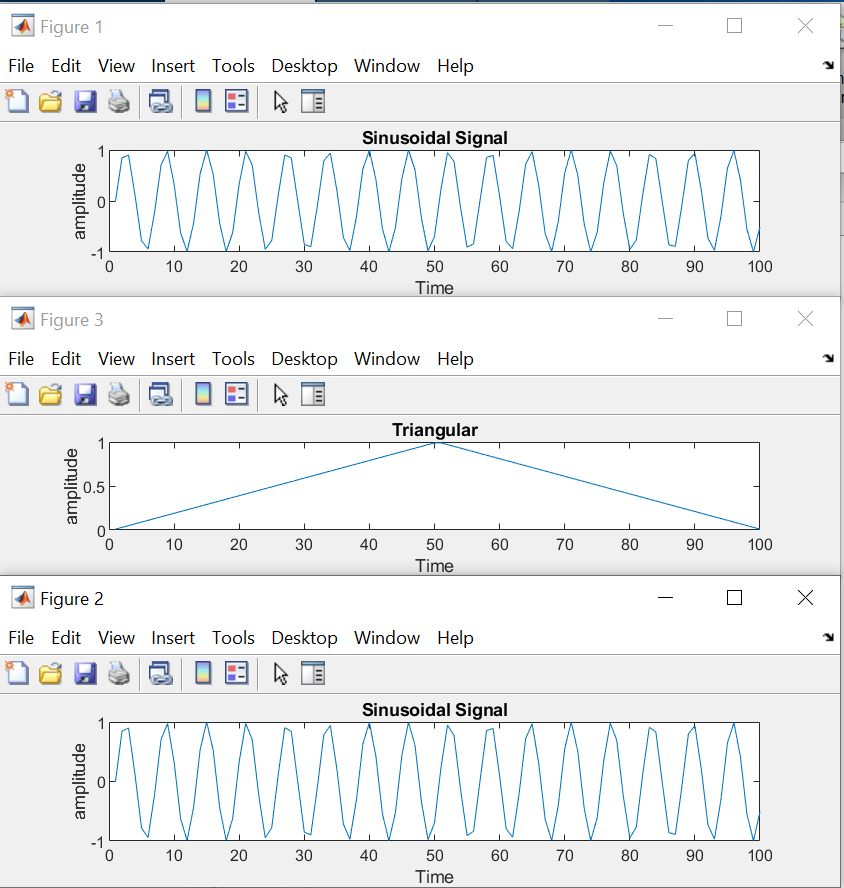 Figure 1
File Edit View Insert Tools Desktop Window Help
Sinusoidal Signal
1
0
-1
amplitude
0 10 20 30 40 50 60 70 80 90 100
Time
Figure 3
File Edit View Insert Tools Desktop Window Help
Triangular
1
0.5
0
amplitude
0 10 20 30 40 50 60 70 80 90 100
Time
Figure 2
File Edit View Insert Tools Desktop Window Help
Sinusoidal Signal
1
0
-1
amplitude
0 10 20 30 40 50 60 70 80 90 100
Time